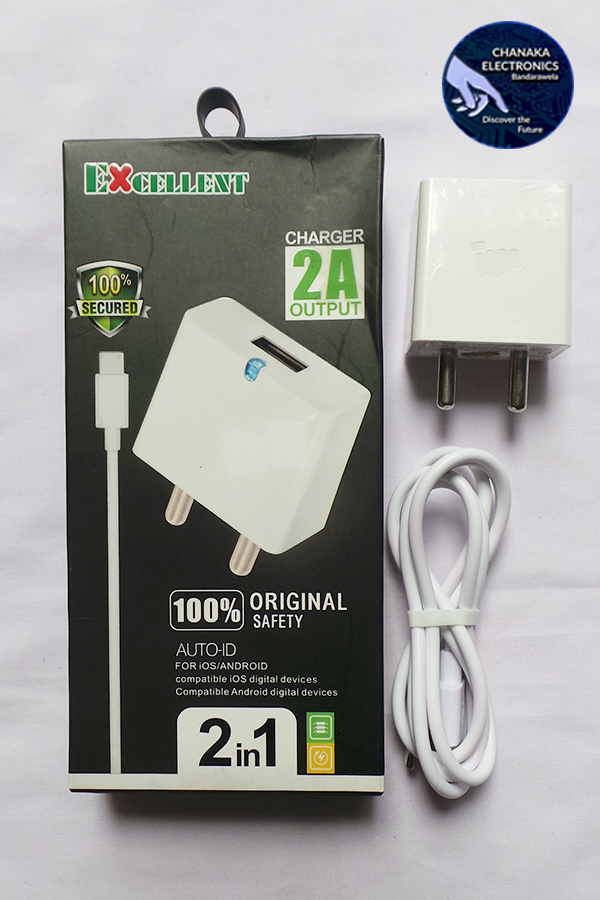 CHANAKA
ELECTRONICS
Bandarawela
Discover the
Future
EXCELLENT
CHARGER
2A
OUTPUT
100%
SECURED
100% ORIGINAL
SAFETY
AUTO-ID
FOR iOS/ANDROID
compatible iOS digital devices
Compatible Android digital devices
2in1